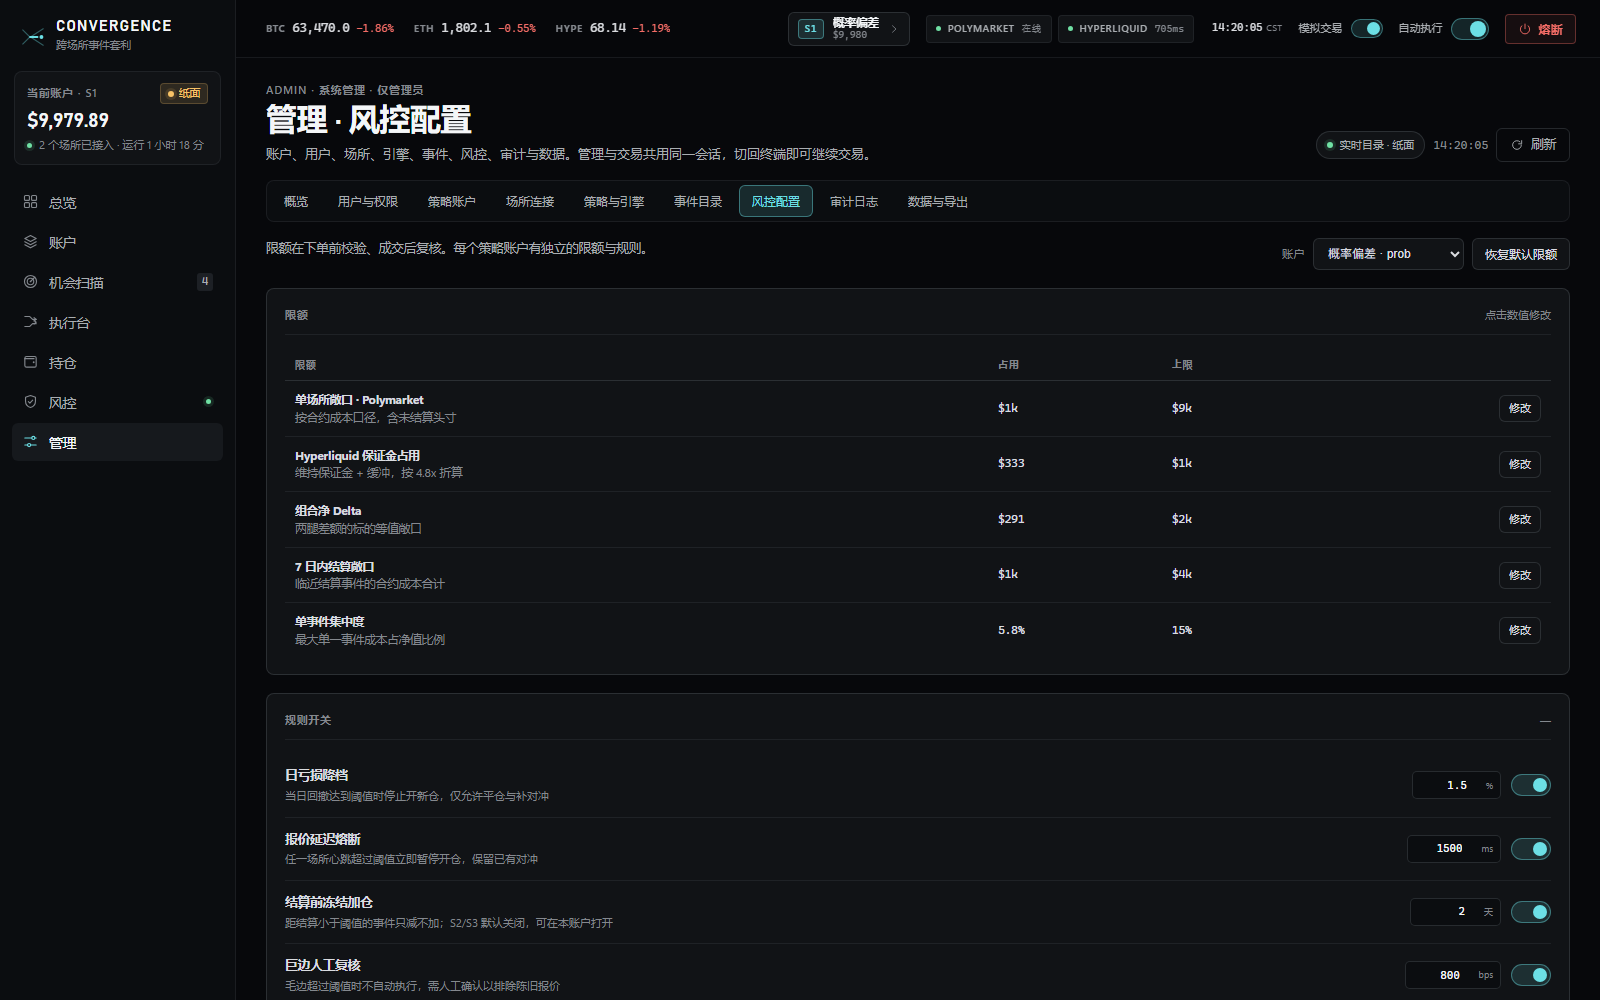 CONVERGENCE
跨场所事件套利
当前账户 · S1
纸面
$9,979.89
2 个场所已接入 · 运行 1 小时 18 分
总览
账户
机会扫描
4
执行台
持仓
风控
管理
BTC 63,470.0 -1.86%
ETH 1,802.1 -0.55%
HYPE 68.14 -1.19%
S1
概率偏差
$9,980
POLYMARKET 在线
HYPERLIQUID 705ms
14:20:05 CST
模拟交易
自动执行
熔断
ADMIN · 系统管理 · 仅管理员
管理 · 风控配置
账户、用户、场所、引擎、事件、风控、审计与数据。管理与交易共用同一会话，切回终端即可继续交易。
实时目录 · 纸面
14:20:05
刷新
概览
用户与权限
策略账户
场所连接
策略与引擎
事件目录
风控配置
审计日志
数据与导出
限额在下单前校验、成交后复核。每个策略账户有独立的限额与规则。
账户
概率偏差 · prob
恢复默认限额
限额
点击数值修改
限额 占用 上限
单场所敞口 · Polymarket
按合约成本口径，含未结算头寸
$1k $9k 修改
Hyperliquid 保证金占用
维持保证金 + 缓冲，按 4.8x 折算
$333 $1k 修改
组合净 Delta
两腿差额的标的等值敞口
$291 $2k 修改
7 日内结算敞口
临近结算事件的合约成本合计
$1k $4k 修改
单事件集中度
最大单一事件成本占净值比例
5.8% 15% 修改
规则开关
—
日亏损降档
当日回撤达到阈值时停止开新仓，仅允许平仓与补对冲
1.5 %
报价延迟熔断
任一场所心跳超过阈值立即暂停开仓，保留已有对冲
1500 ms
结算前冻结加仓
距结算小于阈值的事件只减不加；S2/S3 默认关闭，可在本账户打开
2 天
巨边人工复核
毛边超过阈值时不自动执行，需人工确认以排除陈旧报价
800 bps